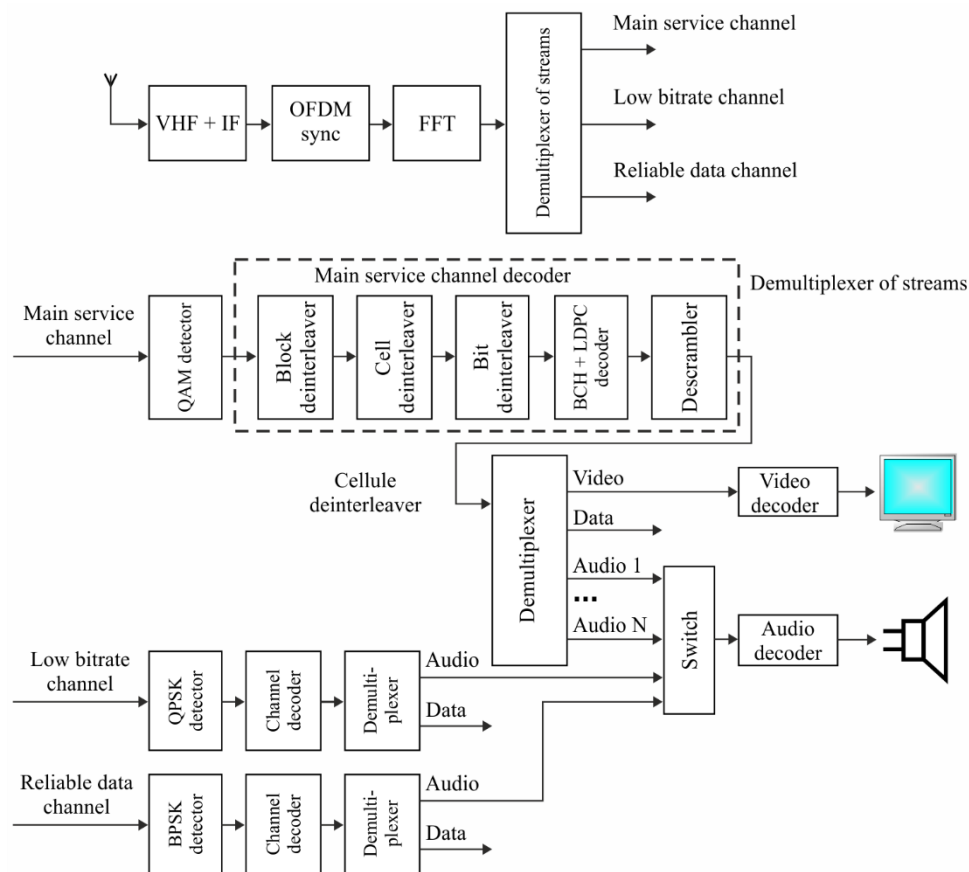 Main service channel
VHF + IF
OFDM
sync
FFT
Demultiplexer of streams
Low bitrate channel
Reliable data channel
Main service channel decoder
Demultiplexer of streams
Main service
channel
QAM detector
Block
deinterleaver
Cell
deinterleaver
Bit
deinterleaver
BCH + LDPC
decoder
Descrambler
Cellule
deinterleaver
Demultiplexer
Video
Data
Audio 1
...
Audio N
Video
decoder
Switch
Audio
decoder
Low bitrate
channel
QPSK
detector
Channel
decoder
Demulti-
plexer
Audio
Data
Reliable data
channel
BPSK
detector
Channel
decoder
Demulti-
plexer
Audio
Data